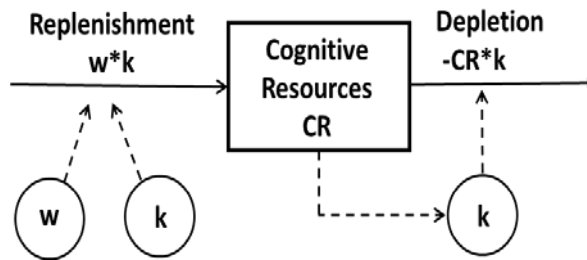 Replenishment
w*k
Cognitive
Resources
CR
Depletion
-CR*k
w
k
k